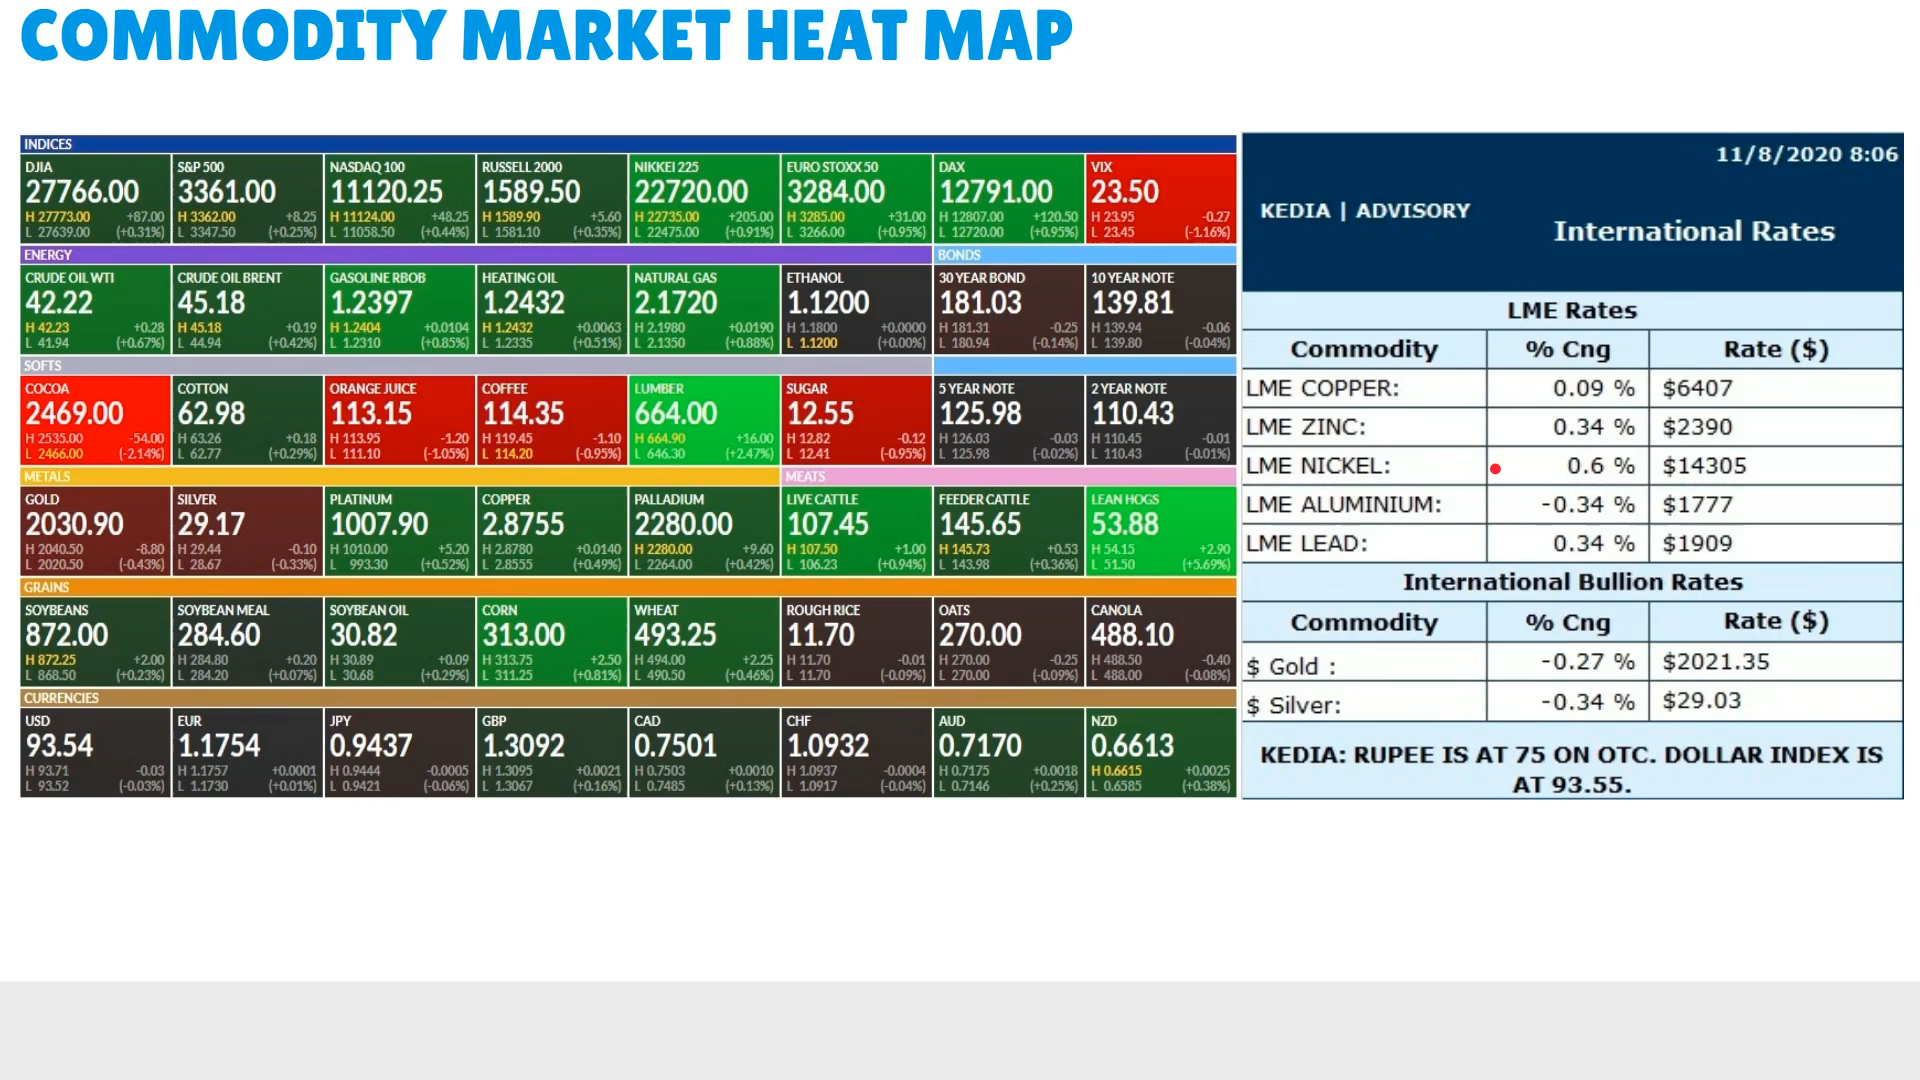 COMMODITY MARKET HEAT MAP
INDICES
DJIA
27766.00
H 27773.00 +87.00
L 27639.00 (+0.31%)
S&P 500
3361.00
H 3362.00 +8.25
L 3347.50 (+0.25%)
NASDAQ 100
11120.25
H 11124.00 +48.25
L 11058.50 (+0.44%)
RUSSELL 2000
1589.50
H 1589.90 +5.60
L 1581.10 (+0.35%)
NIKKEI 225
22720.00
H 22735.00 +205.00
L 22475.00 (+0.91%)
EURO STOXX 50
3284.00
H 3285.00 +31.00
L 3266.00 (+0.95%)
DAX
12791.00
H 12807.00 +120.50
L 12720.00 (+0.95%)
VIX
23.50
H 23.95 -0.27
L 23.45 (-1.16%)
ENERGY
CRUDE OIL WTI
42.22
H 42.23 +0.28
L 41.94 (+0.67%)
CRUDE OIL BRENT
45.18
H 45.18 +0.19
L 44.94 (+0.42%)
GASOLINE RBOB
1.2397
H 1.2404 +0.0104
L 1.2310 (+0.85%)
HEATING OIL
1.2432
H 1.2432 +0.0063
L 1.2335 (+0.51%)
NATURAL GAS
2.1720
H 2.1980 +0.0190
L 2.1350 (+0.88%)
ETHANOL
1.1200
H 1.1800 +0.0000
L 1.1200 (+0.00%)
BONDS
30 YEAR BOND
181.03
H 181.31 -0.25
L 180.94 (-0.14%)
10 YEAR NOTE
139.81
H 139.94 -0.06
L 139.80 (-0.04%)
SOFTS
COCOA
2469.00
H 2535.00 -54.00
L 2466.00 (-2.14%)
COTTON
62.98
H 63.26 +0.18
L 62.77 (+0.29%)
ORANGE JUICE
113.15
H 113.95 -1.20
L 111.10 (-1.05%)
COFFEE
114.35
H 119.45 -1.10
L 114.20 (-0.95%)
LUMBER
664.00
H 664.90 +16.00
L 646.30 (+2.47%)
SUGAR
12.55
H 12.82 -0.12
L 12.41 (-0.95%)
5 YEAR NOTE
125.98
H 126.03 -0.03
L 125.98 (-0.02%)
2 YEAR NOTE
110.43
H 110.45 -0.01
L 110.43 (-0.01%)
METALS
GOLD
2030.90
H 2040.50 -8.80
L 2020.50 (-0.43%)
SILVER
29.17
H 29.44 -0.10
L 28.67 (-0.33%)
PLATINUM
1007.90
H 1010.00 +5.20
L 993.30 (+0.52%)
COPPER
2.8755
H 2.8780 +0.0140
L 2.8555 (+0.49%)
PALLADIUM
2280.00
H 2280.00 +9.60
L 2264.00 (+0.42%)
MEATS
LIVE CATTLE
107.45
H 107.50 +1.00
L 106.23 (+0.94%)
FEEDER CATTLE
145.65
H 145.73 +0.53
L 143.98 (+0.36%)
LEAN HOGS
53.88
H 54.15 +2.90
L 51.50 (+5.69%)
GRAINS
SOYBEANS
872.00
H 872.25 +2.00
L 868.50 (+0.23%)
SOYBEAN MEAL
284.60
H 284.80 +0.20
L 284.20 (+0.07%)
SOYBEAN OIL
30.82
H 30.89 +0.09
L 30.68 (+0.29%)
CORN
313.00
H 313.75 +2.50
L 311.25 (+0.81%)
WHEAT
493.25
H 494.00 +2.25
L 490.50 (+0.46%)
ROUGH RICE
11.70
H 11.70 -0.01
L 11.70 (-0.09%)
OATS
270.00
H 270.00 -0.25
L 270.00 (-0.09%)
CANOLA
488.10
H 488.50 -0.40
L 488.00 (-0.08%)
CURRENCIES
USD
93.54
H 93.71 -0.03
L 93.52 (-0.03%)
EUR
1.1754
H 1.1757 +0.0001
L 1.1730 (+0.01%)
JPY
0.9437
H 0.9444 -0.0005
L 0.9421 (-0.06%)
GBP
1.3092
H 1.3095 +0.0021
L 1.3067 (+0.16%)
CAD
0.7501
H 0.7503 +0.0010
L 0.7485 (+0.13%)
CHF
1.0932
H 1.0937 -0.0004
L 1.0917 (-0.04%)
AUD
0.7170
H 0.7175 +0.0018
L 0.7146 (+0.25%)
NZD
0.6613
H 0.6615 +0.0025
L 0.6585 (+0.38%)
11/8/2020 8:06
KEDIA | ADVISORY
International Rates
LME Rates
Commodity % Cng Rate ($)
LME COPPER: 0.09 % $6407
LME ZINC: 0.34 % $2390
LME NICKEL: 0.6 % $14305
LME ALUMINIUM: -0.34 % $1777
LME LEAD: 0.34 % $1909
International Bullion Rates
Commodity % Cng Rate ($)
$ Gold : -0.27 % $2021.35
$ Silver: -0.34 % $29.03
KEDIA: RUPEE IS AT 75 ON OTC. DOLLAR INDEX IS
AT 93.55.